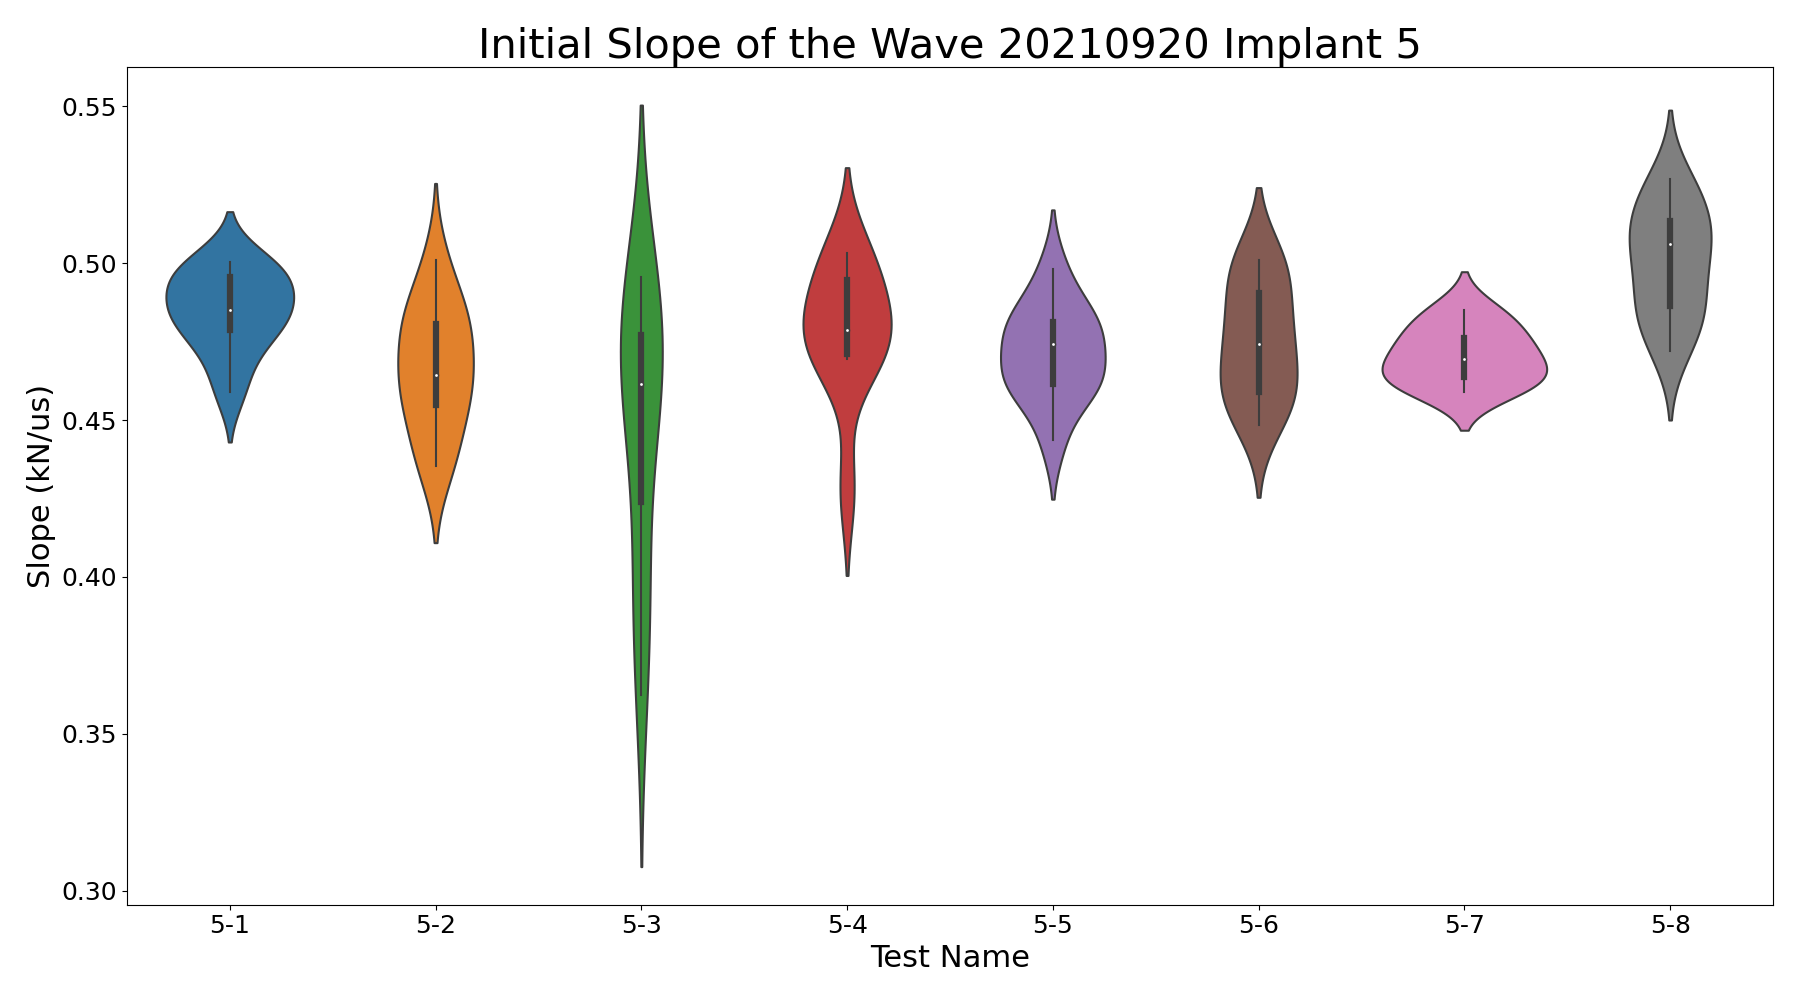 Initial Slope of the Wave 20210920 Implant 5
Slope (kN/us)
0.55
0.50
0.45
0.40
0.35
0.30
5-1 5-2 5-3 5-4 5-5 5-6 5-7 5-8
Test Name